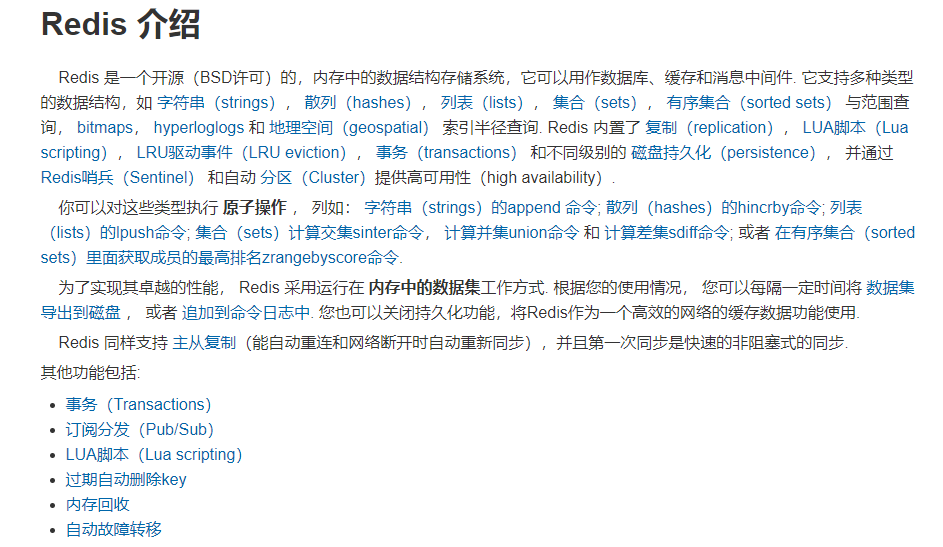 Redis 介绍
Redis 是一个开源（BSD许可）的，内存中的数据结构存储系统，它可以用作数据库、缓存和消息中间件. 它支持多种类型
的数据结构，如 字符串（strings）， 散列（hashes）， 列表（lists）， 集合（sets）， 有序集合（sorted sets） 与范围查
询， bitmaps， hyperloglogs 和 地理空间（geospatial） 索引半径查询. Redis 内置了 复制（replication）， LUA脚本（Lua
scripting）， LRU驱动事件（LRU eviction）， 事务（transactions） 和不同级别的 磁盘持久化（persistence）， 并通过
Redis哨兵（Sentinel） 和自动 分区（Cluster）提供高可用性（high availability）.
你可以对这些类型执行 原子操作 ， 列如： 字符串（strings）的append 命令; 散列（hashes）的hincrby命令; 列表
（lists）的lpush命令; 集合（sets）计算交集sinter命令， 计算并集union命令 和 计算差集sdiff命令; 或者 在有序集合（sorted
sets）里面获取成员的最高排名zrangebyscore命令.
为了实现其卓越的性能， Redis 采用运行在 内存中的数据集工作方式. 根据您的使用情况， 您可以每隔一定时间将 数据集
导出到磁盘 ， 或者 追加到命令日志中. 您也可以关闭持久化功能，将Redis作为一个高效的网络的缓存数据功能使用.
Redis 同样支持 主从复制（能自动重连和网络断开时自动重新同步），并且第一次同步是快速的非阻塞式的同步.
其他功能包括:
• 事务（Transactions）
• 订阅分发（Pub/Sub）
• LUA脚本（Lua scripting）
• 过期自动删除key
• 内存回收
• 自动故障转移